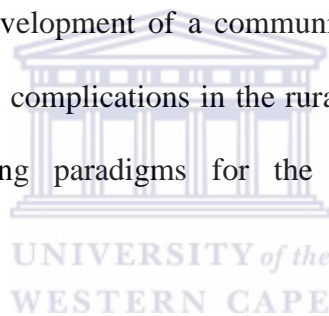 velopment of a commun
complications in the rura
ng paradigms for the
UNIVERSITY of the
WESTERN CAPE